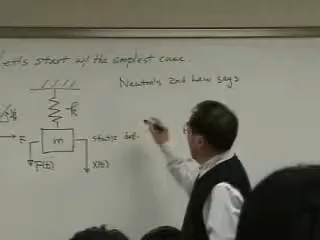 let's start w/ the simplest case.
Newton's 2nd Law says
k
F
m
static def.
F(t)
x(t)